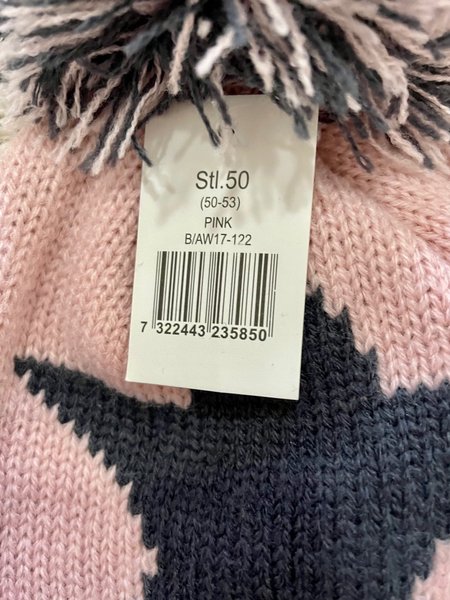 Stl.50
(50-53)
PINK
B/AW17-122
7 322443 235850